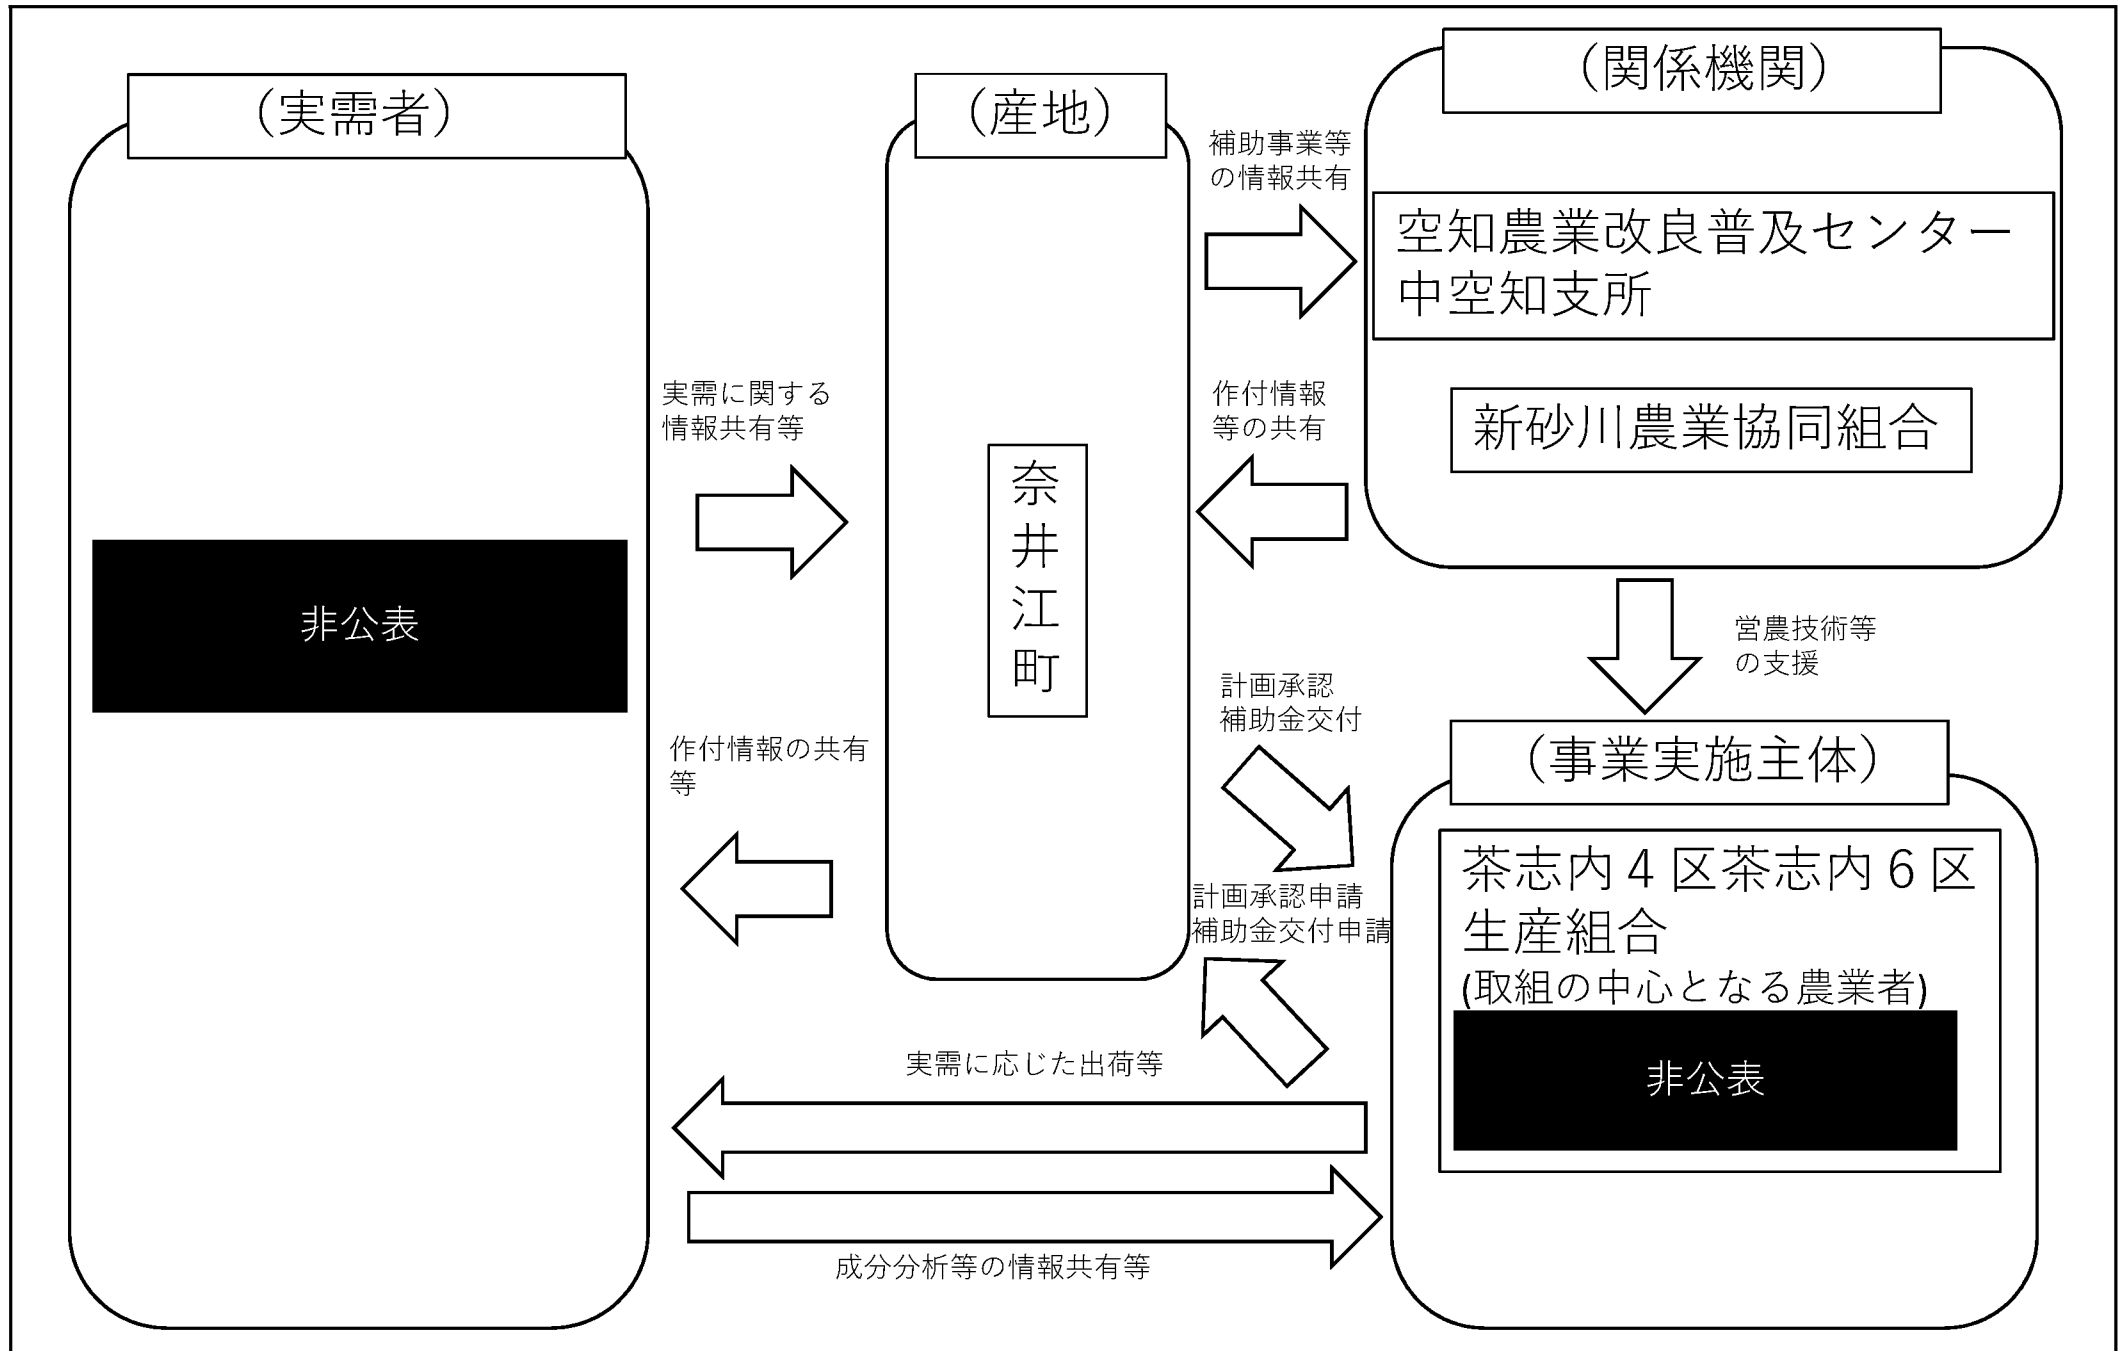 （実需者）
非公表
実需に関する
情報共有等
作付情報の共有
等
（産地）
奈井江町
補助事業等
の情報共有
作付情報
等の共有
（関係機関）
空知農業改良普及センター
中空知支所
新砂川農業協同組合
営農技術等
の支援
計画承認
補助金交付
計画承認申請
補助金交付申請
（事業実施主体）
茶志内４区茶志内６区
生産組合
(取組の中心となる農業者)
非公表
実需に応じた出荷等
成分分析等の情報共有等